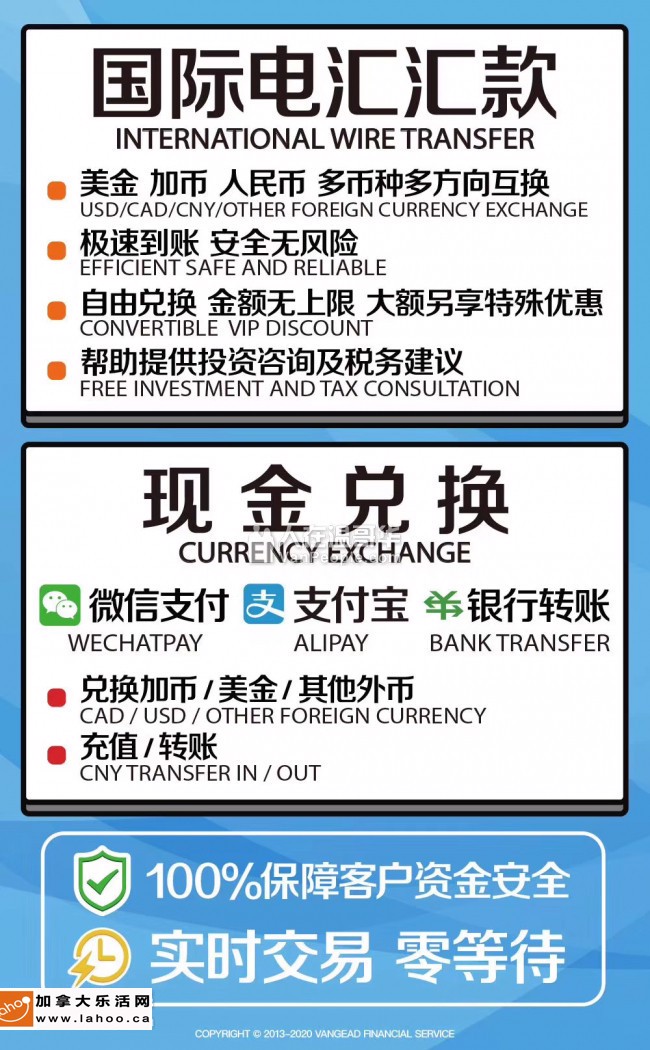 国际电汇汇款
INTERNATIONAL WIRE TRANSFER
美金 加币 人民币 多币种多方向互换
USD/CAD/CNY/OTHER FOREIGN CURRENCY EXCHANGE
极速到账 安全无风险
EFFICIENT SAFE AND RELIABLE
自由兑换 金额无上限 大额另享特殊优惠
CONVERTIBLE VIP DISCOUNT
帮助提供投资咨询及税务建议
FREE INVESTMENT AND TAX CONSULTATION
现金兑换
人在温哥华
VanPeople.com
CURRENCY EXCHANGE
微信支付 支付宝 银行转账
WECHATPAY ALIPAY BANK TRANSFER
兑换加币 / 美金 / 其他外币
CAD / USD / OTHER FOREIGN CURRENCY
充值 / 转账
CNY TRANSFER IN / OUT
100%保障客户资金安全
实时交易 零等待
lahoo
加拿大乐活网
www.lahoo.ca
COPYRIGHT © 2013-2020 VANGEAD FINANCIAL SERVICE